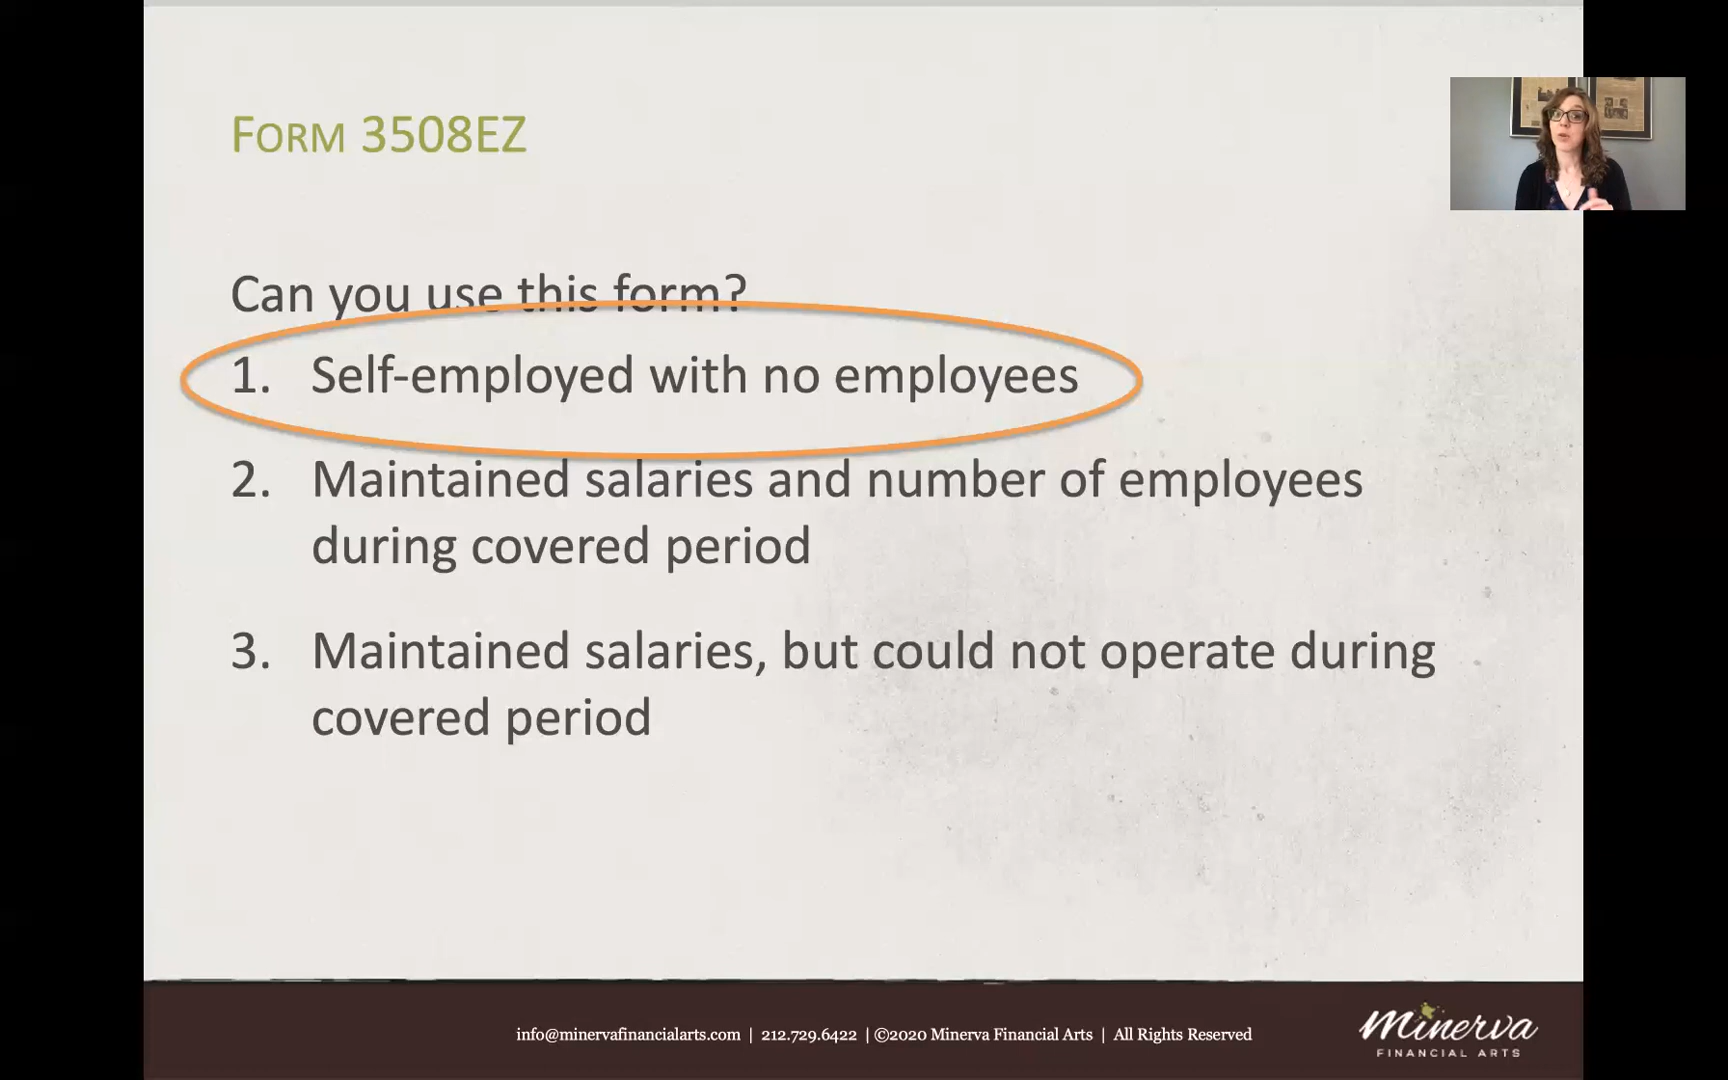 FORM 3508EZ
Can you use this form?
1. Self-employed with no employees
2. Maintained salaries and number of employees
during covered period
3. Maintained salaries, but could not operate during
covered period
info@minervafinancialarts.com | 212.729.6422 | ©2020 Minerva Financial Arts | All Rights Reserved
Minerva
FINANCIAL ARTS